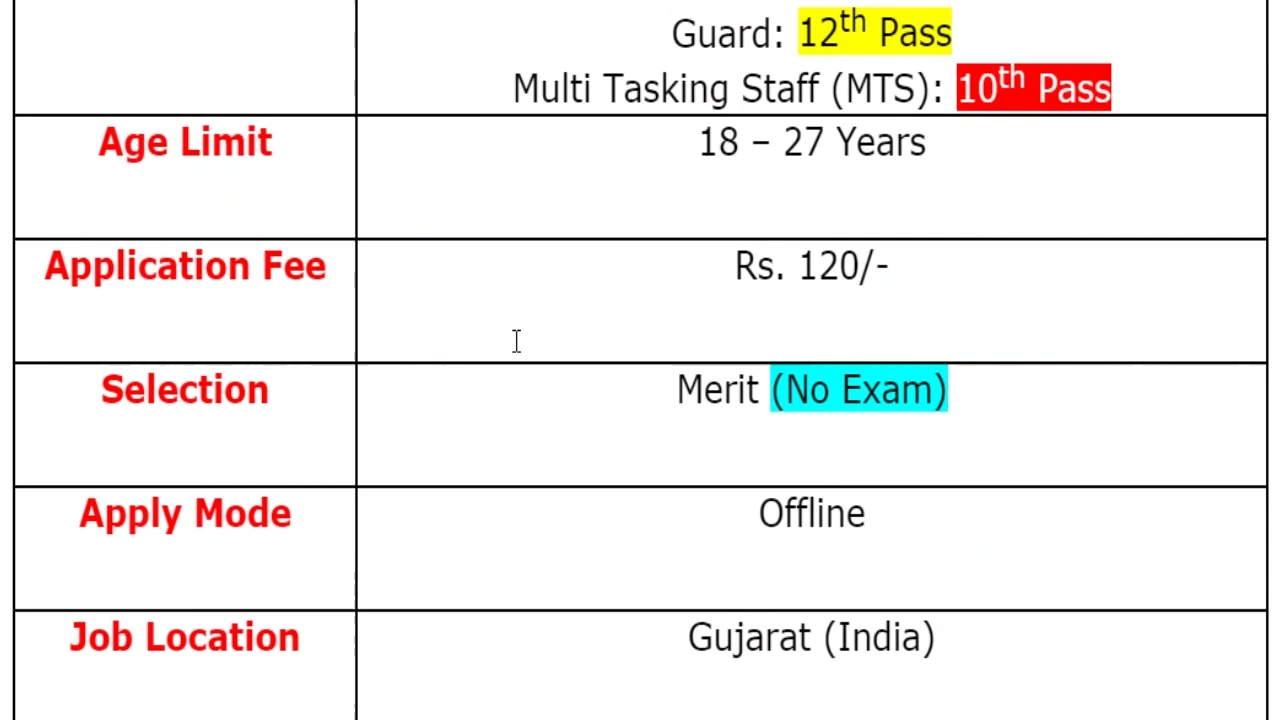 Guard: 12th Pass
Multi Tasking Staff (MTS): 10th Pass
Age Limit
18 – 27 Years
Application Fee
Rs. 120/-
Selection
Merit (No Exam)
Apply Mode
Offline
Job Location
Gujarat (India)